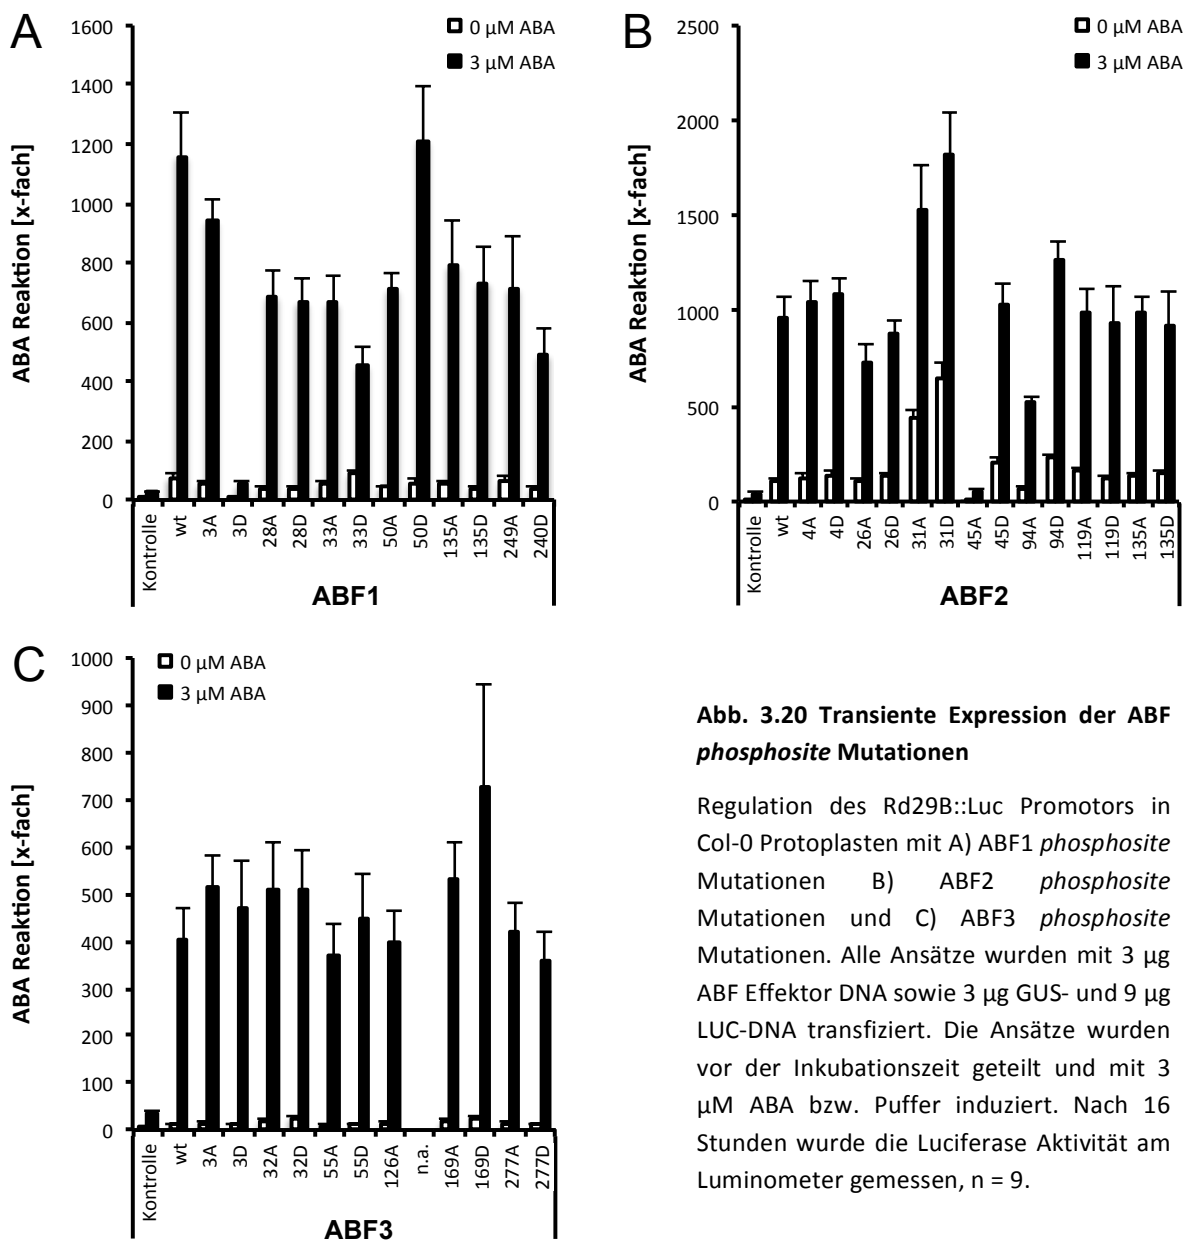 A
1600
1400
1200
1000
800
600
400
200
0
ABA Reaktion [x-fach]
0 µM ABA
3 µM ABA
Kontrolle
wt
3A
3D
28A
28D
33A
33D
50A
50D
135A
135D
249A
240D
ABF1
B
2500
2000
1500
1000
500
0
ABA Reaktion [x-fach]
0 µM ABA
3 µM ABA
Kontrolle
wt
4A
4D
26A
26D
31A
31D
45A
45D
94A
94D
119A
119D
135A
135D
ABF2
C
1000
900
800
700
600
500
400
300
200
100
0
ABA Reaktion [x-fach]
0 µM ABA
3 µM ABA
Kontrolle
wt
3A
3D
32A
32D
55A
55D
126A
n.a.
169A
169D
277A
277D
ABF3
Abb. 3.20 Transiente Expression der ABF
phosphosite Mutationen
Regulation des Rd29B::Luc Promotors in
Col-0 Protoplasten mit A) ABF1 phosphosite
Mutationen B) ABF2 phosphosite
Mutationen und C) ABF3 phosphosite
Mutationen. Alle Ansätze wurden mit 3 µg
ABF Effektor DNA sowie 3 µg GUS- und 9 µg
LUC-DNA transfiziert. Die Ansätze wurden
vor der Inkubationszeit geteilt und mit 3
µM ABA bzw. Puffer induziert. Nach 16
Stunden wurde die Luciferase Aktivität am
Luminometer gemessen, n = 9.